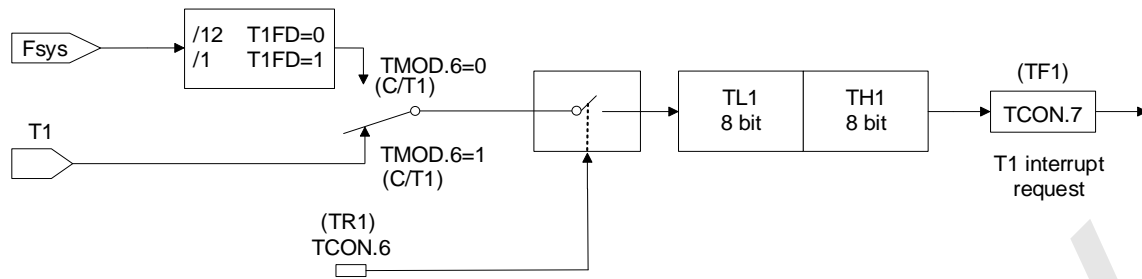 Fsys
/12 T1FD=0
/1 T1FD=1
TMOD.6=0
(C/T1)
T1
TMOD.6=1
(C/T1)
(TR1)
TCON.6
TL1
8 bit
TH1
8 bit
(TF1)
TCON.7
T1 interrupt
request